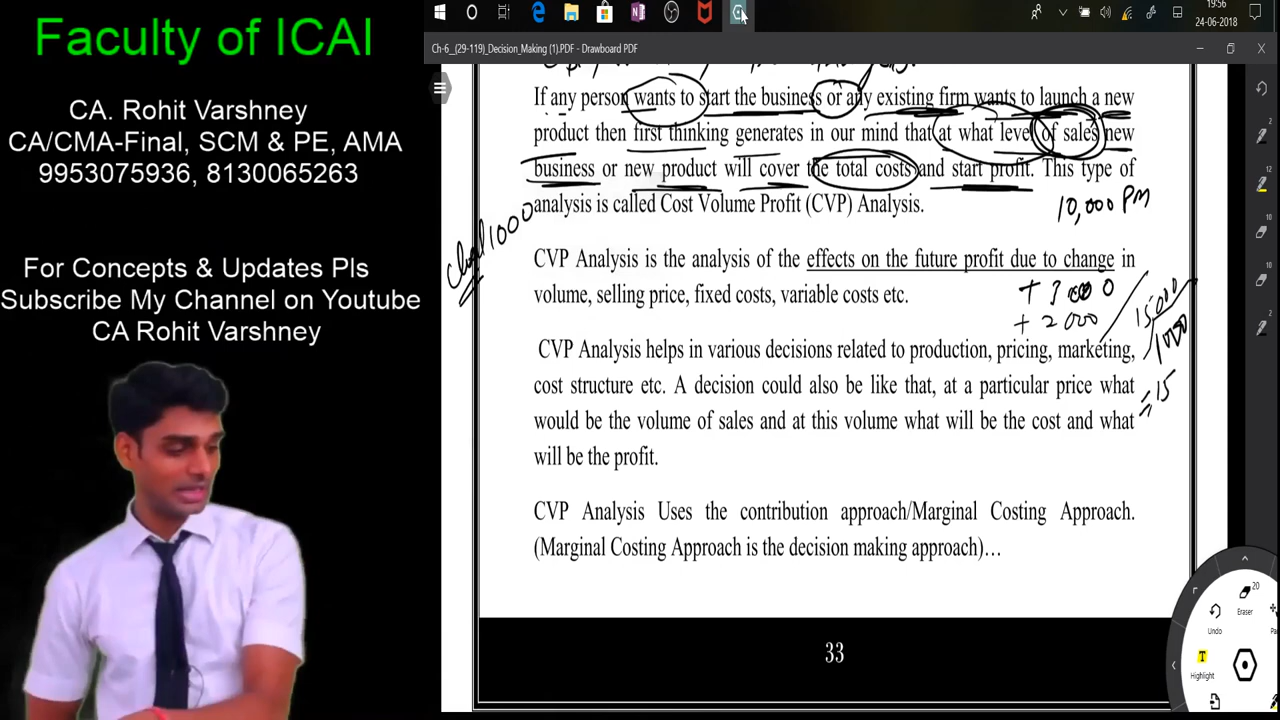 Faculty of ICAI
CA. Rohit Varshney
CA/CMA-Final, SCM & PE, AMA
9953075936, 8130065263
For Concepts & Updates Pls
Subscribe My Channel on Youtube
CA Rohit Varshney
19:56
24-06-2018
Ch-6_(29-119)_Decision_Making (1).PDF - Drawboard PDF
If any person wants to start the business or any existing firm wants to launch a new
product then first thinking generates in our mind that at what level of sales new
business or new product will cover the total costs and start profit. This type of
analysis is called Cost Volume Profit (CVP) Analysis.
10,000 PM
1000
CVP Analysis is the analysis of the effects on the future profit due to change in
volume, selling price, fixed costs, variable costs etc.
+ 3000
+ 2000
15000
1000
= 15
CVP Analysis helps in various decisions related to production, pricing, marketing,
cost structure etc. A decision could also be like that, at a particular price what
would be the volume of sales and at this volume what will be the cost and what
will be the profit.
CVP Analysis Uses the contribution approach/Marginal Costing Approach.
(Marginal Costing Approach is the decision making approach)…
33
20
Eraser
Undo
Highlight